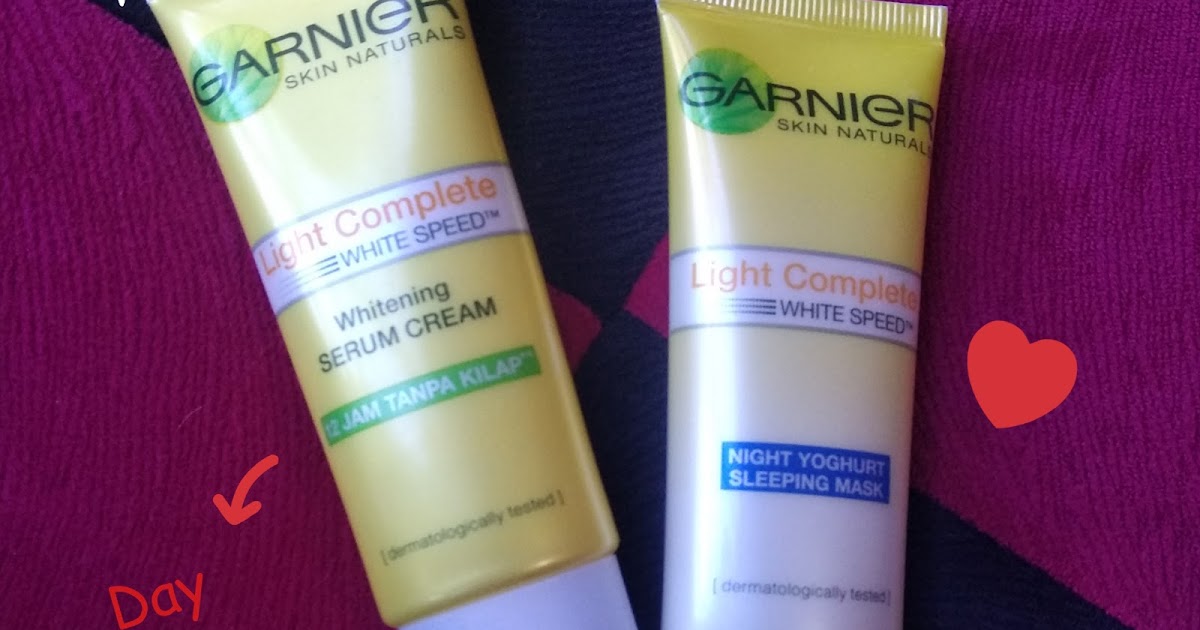 GARNIER
SKIN NATURALS
Light Complete
WHITE SPEED™
Whitening
SERUM CREAM
12 JAM TANPA KILAP**
[ dermatologically tested ]
Day
GARNIER
SKIN NATURALS
Light Complete
WHITE SPEED™
NIGHT YOGHURT
SLEEPING MASK
[ dermatologically tested ]